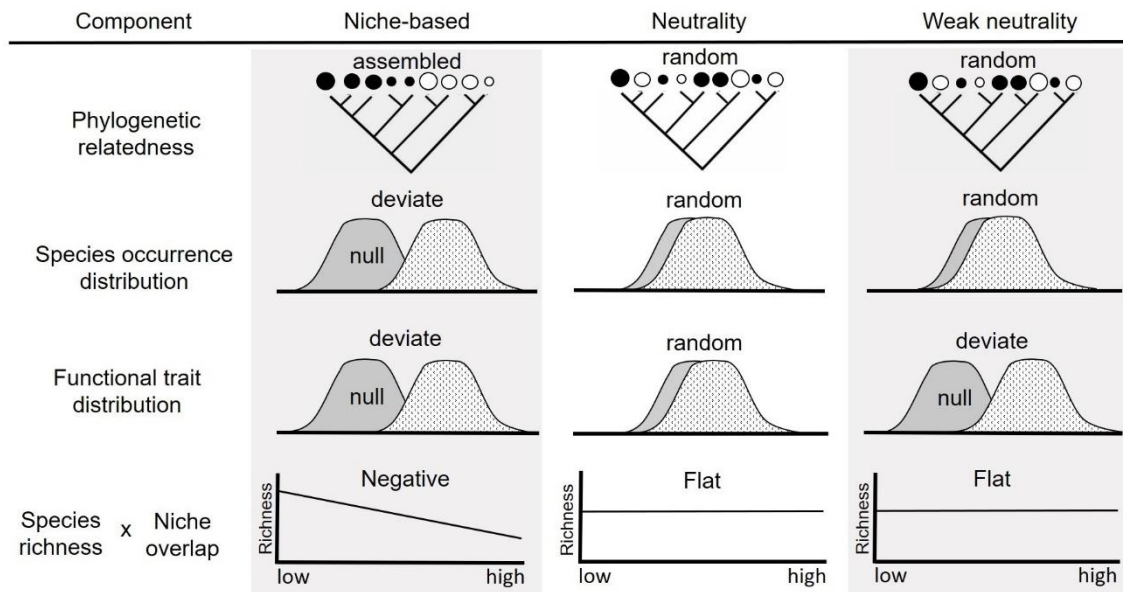 Component Niche-based Neutrality Weak neutrality
assembled random random
Phylogenetic
relatedness
deviate random random
Species occurrence
distribution
null
deviate random deviate
Functional trait
distribution
null null
Negative Flat Flat
Species richness x Niche overlap
Richness Richness Richness
low high low high low high